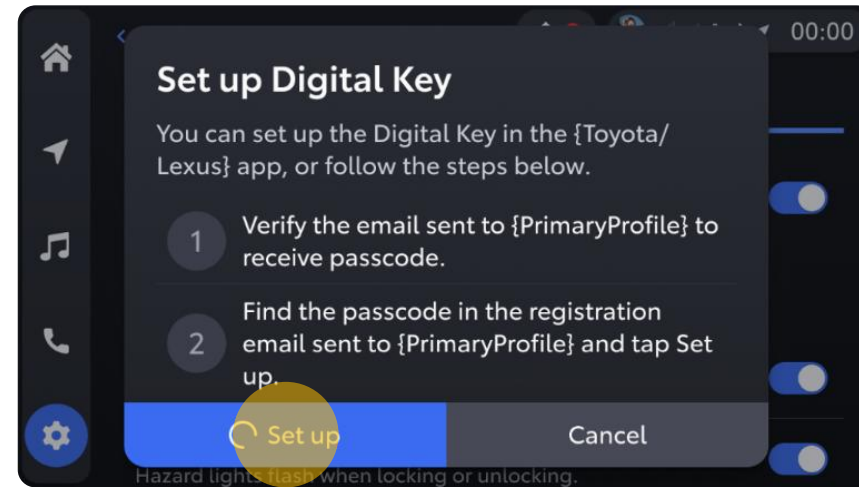 00:00
Set up Digital Key
You can set up the Digital Key in the {Toyota/
Lexus} app, or follow the steps below.
1
Verify the email sent to {PrimaryProfile} to
receive passcode.
2
Find the passcode in the registration
email sent to {PrimaryProfile} and tap Set
up.
Set up
Cancel
Hazard lights flash when locking or unlocking.